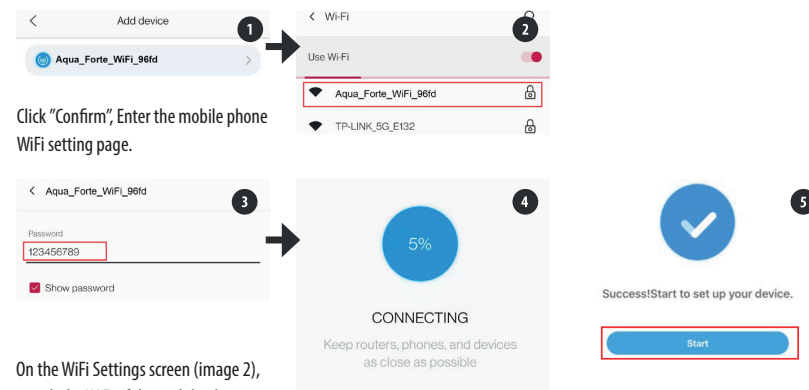 Add device
1
Aqua_Forte_WiFi_96fd
Wi-Fi
2
Use Wi-Fi
Aqua_Forte_WiFi_96fd
TP-LINK_5G_E132
Click "Confirm", Enter the mobile phone
WiFi setting page.
Aqua_Forte_WiFi_96fd
3
Password
123456789
Show password
4
5%
CONNECTING
Keep routers, phones, and devices
as close as possible
5
Success!Start to set up your device.
Start
On the WiFi Settings screen (image 2),